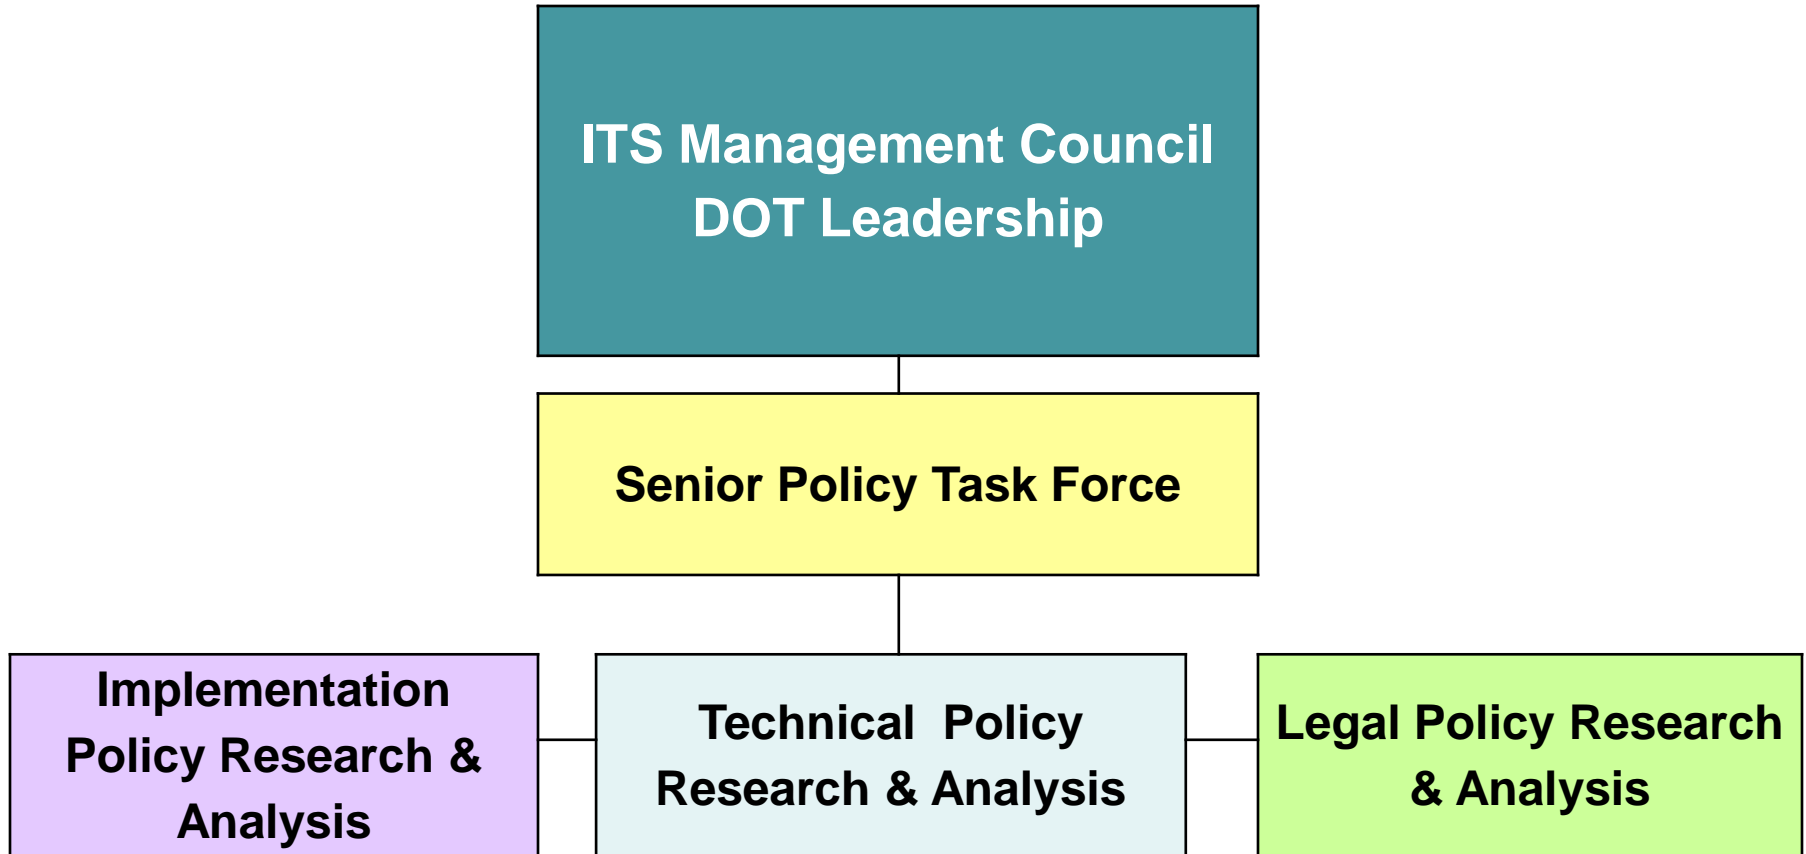 ITS Management Council
DOT Leadership
Senior Policy Task Force
Implementation
Policy Research &
Analysis
Technical  Policy
Research & Analysis
Legal Policy Research
& Analysis